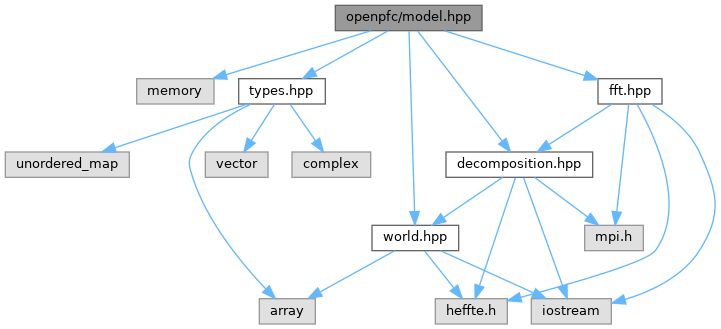 openpfc/model.hpp
memory
types.hpp
fft.hpp
unordered_map
vector
complex
decomposition.hpp
world.hpp
mpi.h
array
heffte.h
iostream